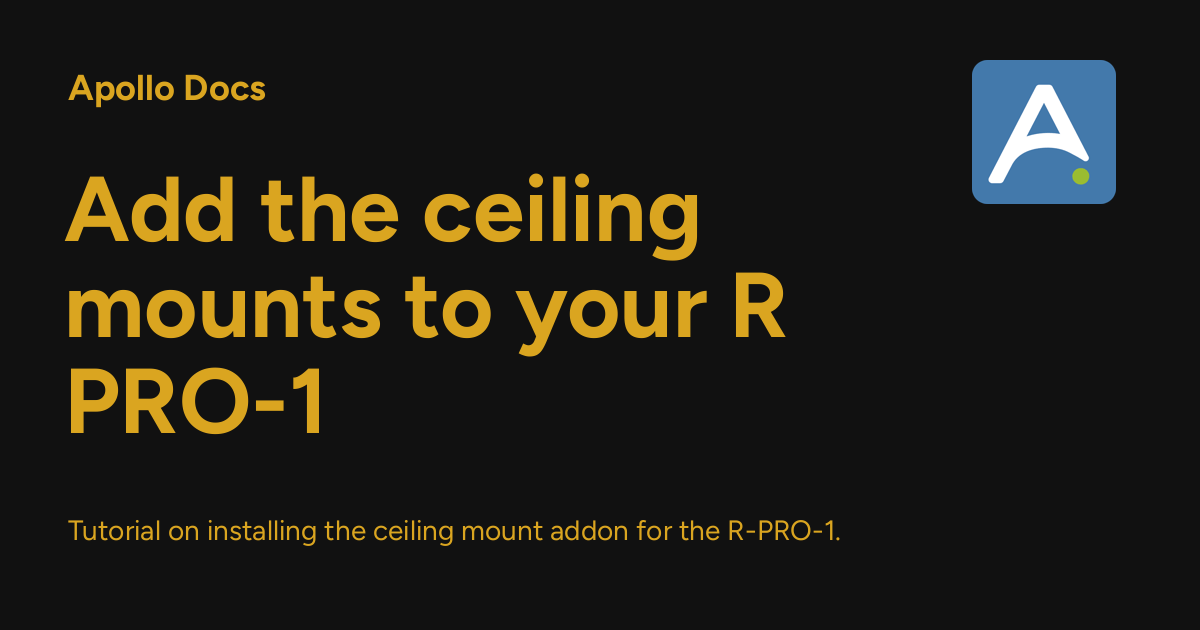 Apollo Docs
Add the ceiling
mounts to your R
PRO-1
Tutorial on installing the ceiling mount addon for the R-PRO-1.